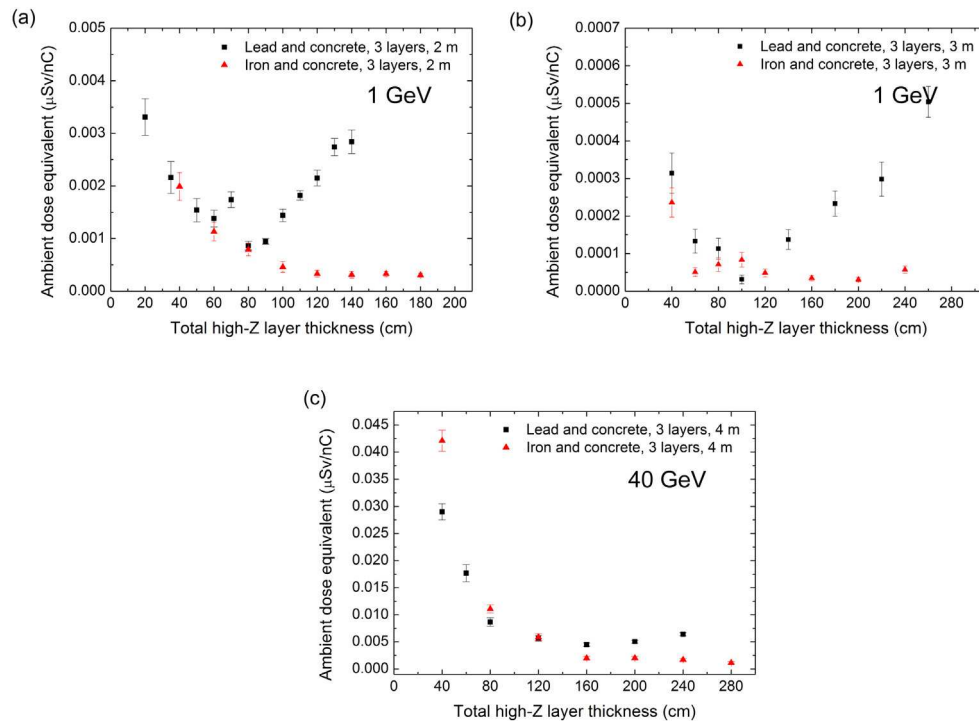 (a)
Lead and concrete, 3 layers, 2 m
Iron and concrete, 3 layers, 2 m
1 GeV
Ambient dose equivalent (μSv/nC)
0.005
0.004
0.003
0.002
0.001
0.000
0 20 40 60 80 100 120 140 160 180 200
Total high-Z layer thickness (cm)
(b)
Lead and concrete, 3 layers, 3 m
Iron and concrete, 3 layers, 3 m
1 GeV
Ambient dose equivalent (μSv/nC)
0.0007
0.0006
0.0005
0.0004
0.0003
0.0002
0.0001
0.0000
0 40 80 120 160 200 240 280
Total high-Z layer thickness (cm)
(c)
Lead and concrete, 3 layers, 4 m
Iron and concrete, 3 layers, 4 m
40 GeV
Ambient dose equivalent (μSv/nC)
0.045
0.040
0.035
0.030
0.025
0.020
0.015
0.010
0.005
0.000
0 40 80 120 160 200 240 280
Total high-Z layer thickness (cm)